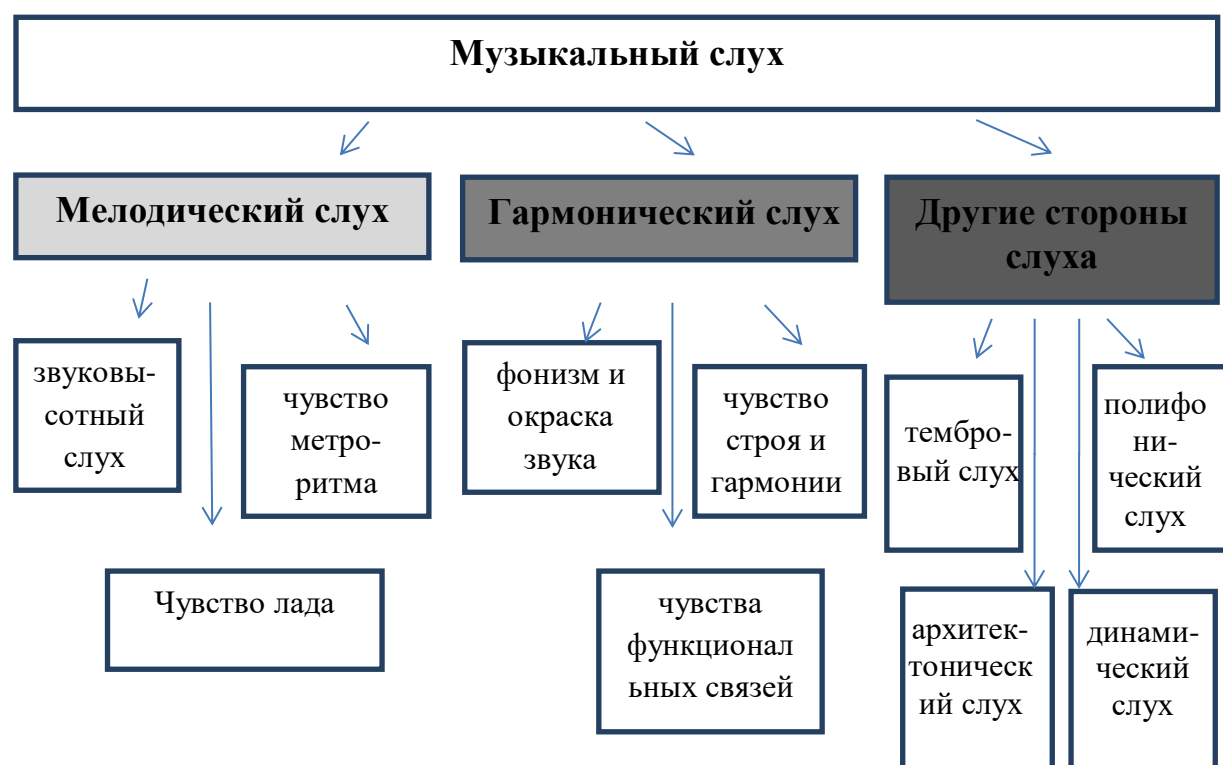 Музыкальный слух
Мелодический слух
Гармонический слух
Другие стороны
слуха
звуковы-
сотный
слух
чувство
метро-
ритма
фонизм и
окраска
звука
чувство
строя и
гармонии
тембро-
вый слух
полифо
ни-
ческий
слух
Чувство лада
чувства
функционал
ьных связей
архитек-
тоническ
ий слух
динами-
ческий
слух